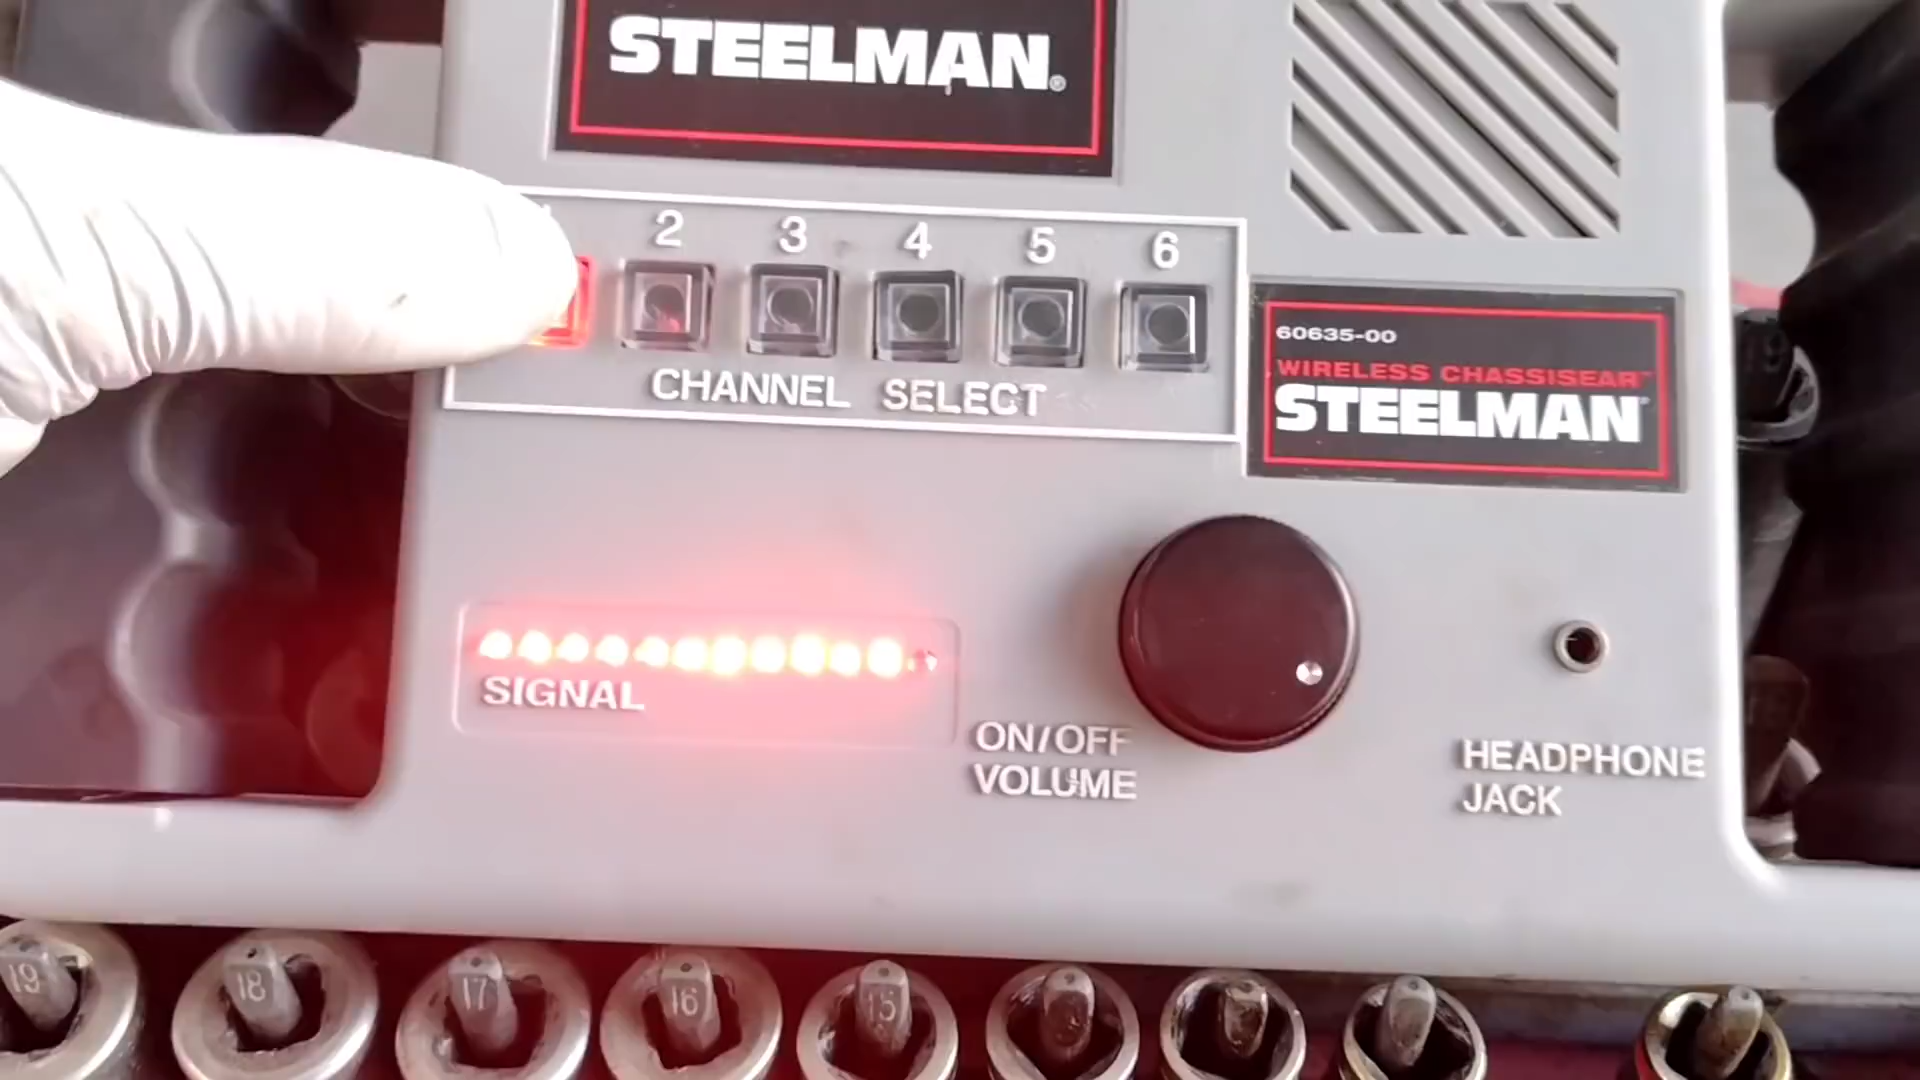 STEELMAN®
2 3 4 5 6
CHANNEL SELECT
60635-00
WIRELESS CHASSISEAR™
STEELMAN®
SIGNAL
ON/OFF
VOLUME
HEADPHONE
JACK
19 18 17 16 15